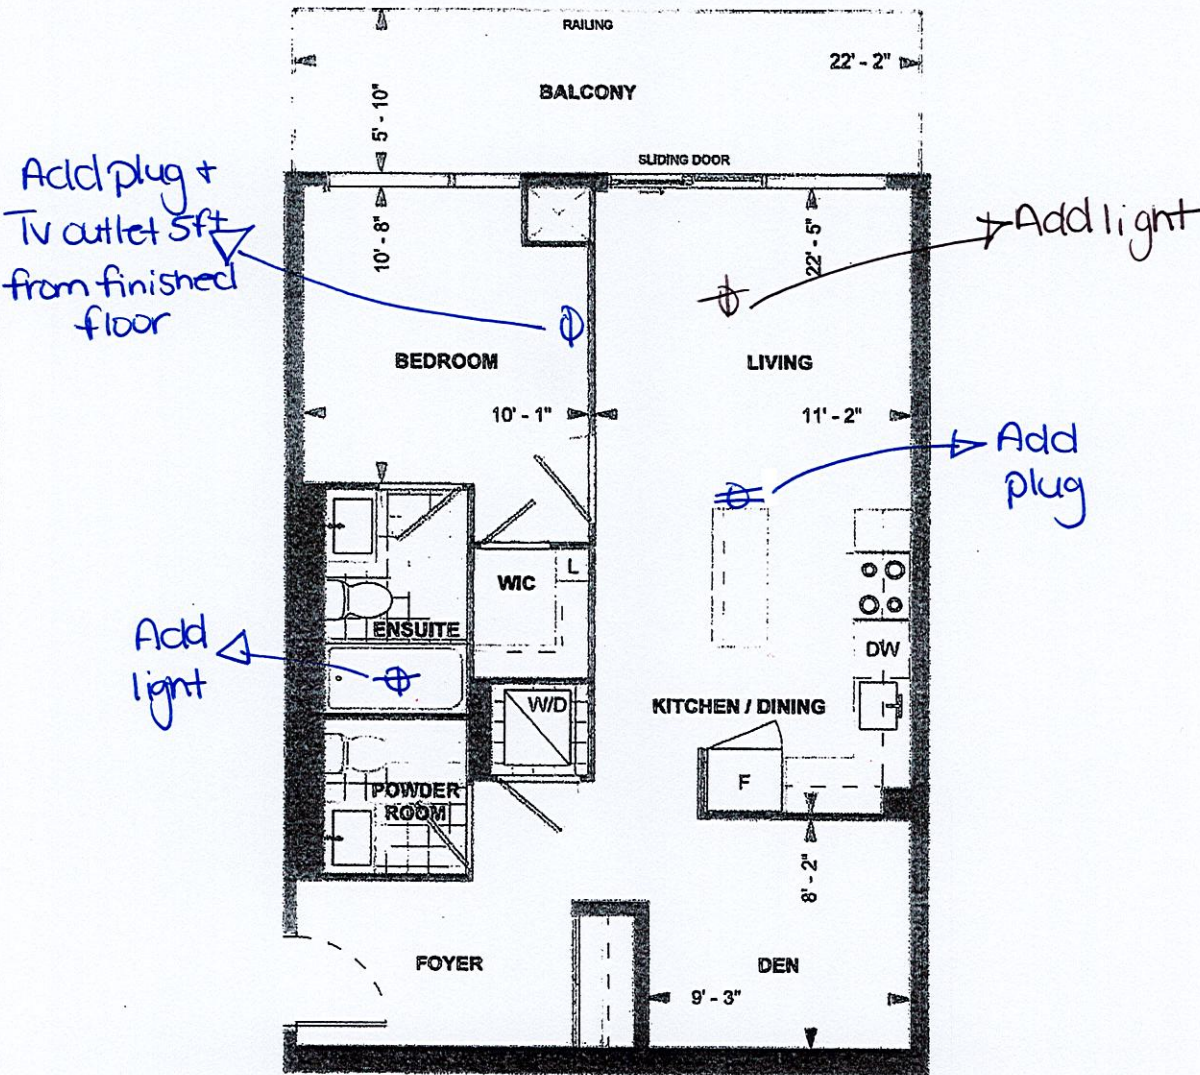 RAILING
22' - 2"
BALCONY
5' - 10"
SLIDING DOOR
Add plug +
TV outlet 5ft
from finished
floor
10' - 8"
22' - 5"
Add light
BEDROOM
LIVING
10' - 1"
11' - 2"
Add
plug
WIC
L
ENSUITE
DW
Add
light
W/D
KITCHEN / DINING
F
POWDER
ROOM
8' - 2"
FOYER
DEN
9' - 3"